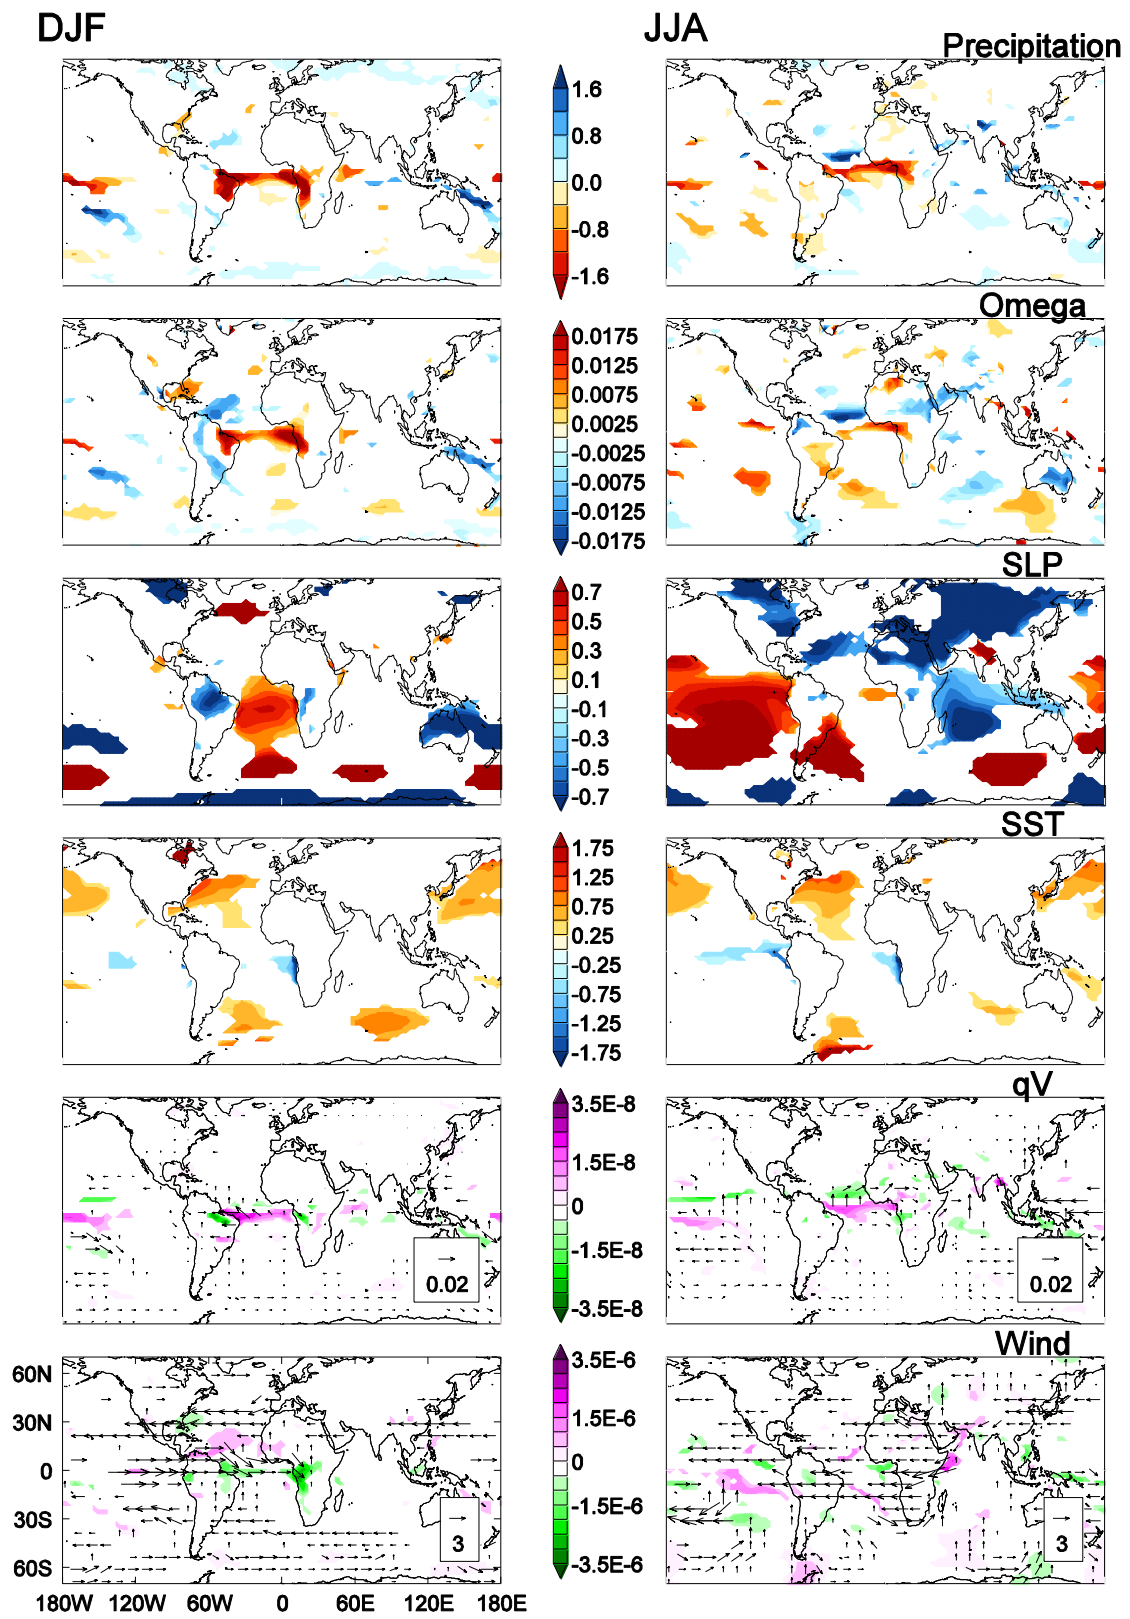 DJF
JJA
Precipitation
1.6
0.8
0.0
-0.8
-1.6
Omega
0.0175
0.0125
0.0075
0.0025
-0.0025
-0.0075
-0.0125
-0.0175
SLP
0.7
0.5
0.3
0.1
-0.1
-0.3
-0.5
-0.7
SST
1.75
1.25
0.75
0.25
-0.25
-0.75
-1.25
-1.75
qV
3.5E-8
1.5E-8
0
-1.5E-8
-3.5E-8
0.02
0.02
Wind
60N
30N
0
30S
60S
3.5E-6
1.5E-6
0
-1.5E-6
-3.5E-6
3
3
180W 120W 60W 0 60E 120E 180E